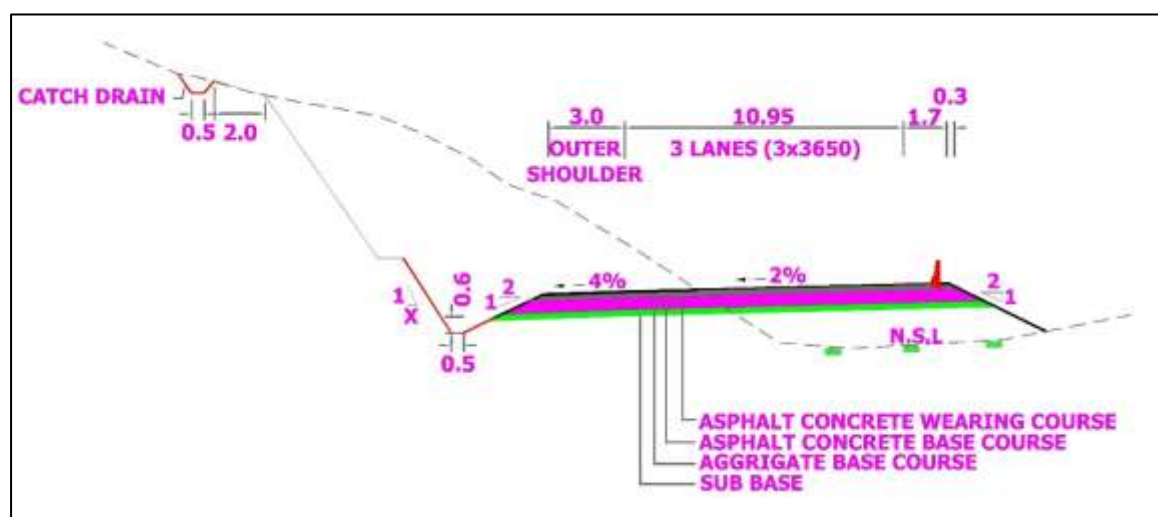 CATCH DRAIN
0.5 2.0
3.0
OUTER
SHOULDER
10.95
3 LANES (3x3650)
0.3
1.7
1
X
0.6
0.5
2
1
4%
2%
2
1
N.S.L
ASPHALT CONCRETE WEARING COURSE
ASPHALT CONCRETE BASE COURSE
AGGRIGATE BASE COURSE
SUB BASE